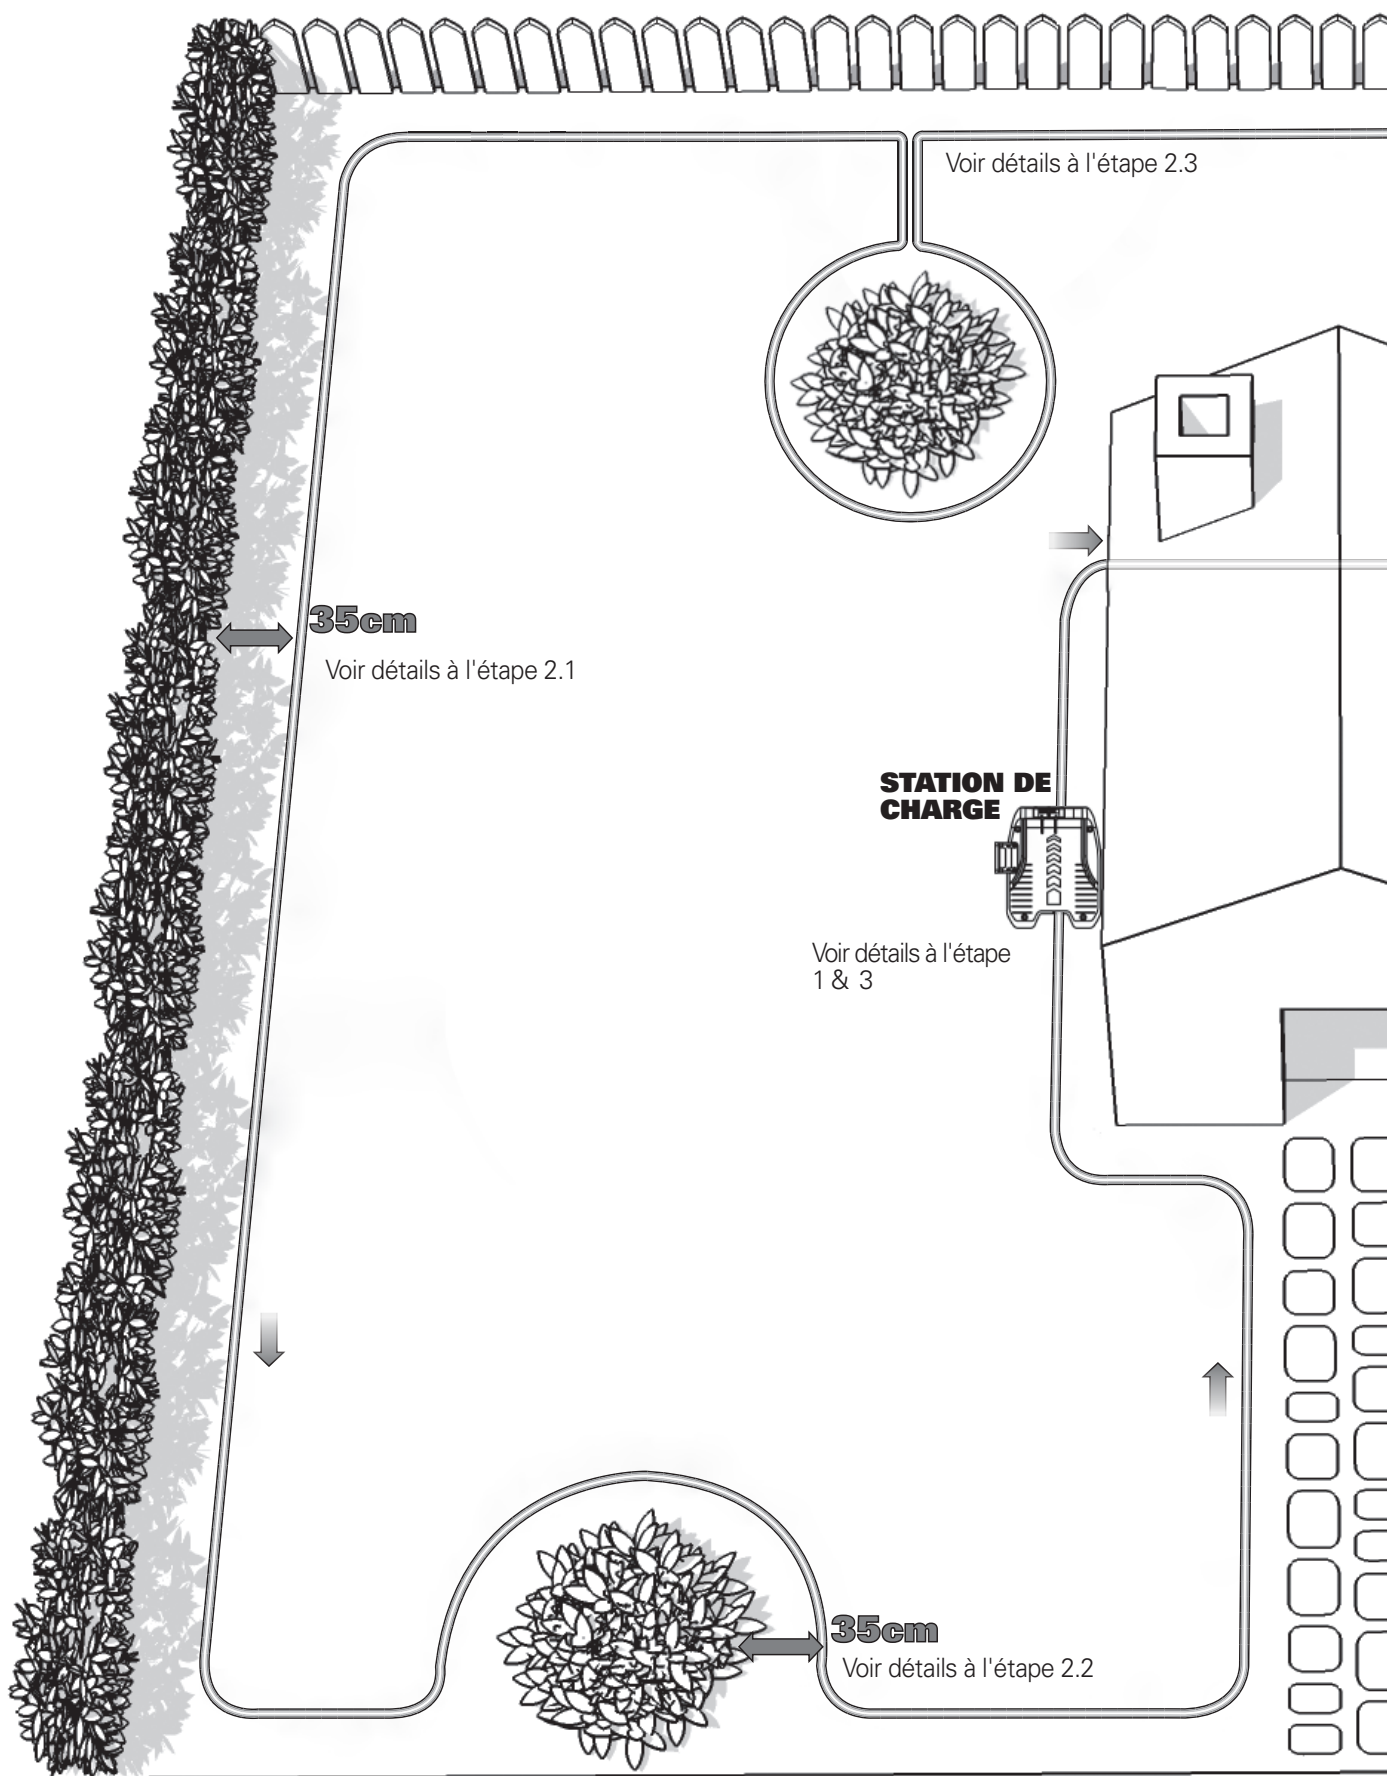 Voir détails à l'étape 2.3
35cm
Voir détails à l'étape 2.1
STATION DE
CHARGE
Voir détails à l'étape
1 & 3
35cm
Voir détails à l'étape 2.2